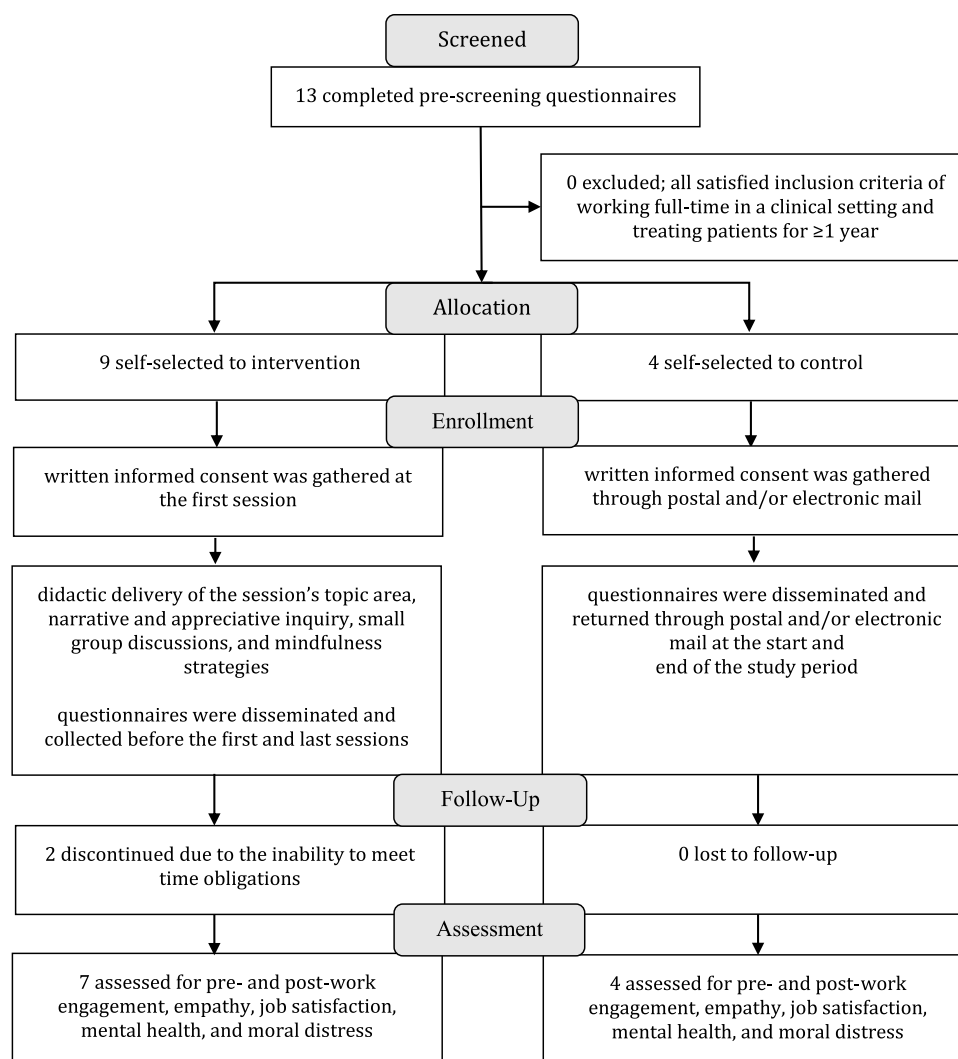 Screened
13 completed pre-screening questionnaires
0 excluded; all satisfied inclusion criteria of
working full-time in a clinical setting and
treating patients for ≥1 year
Allocation
9 self-selected to intervention
4 self-selected to control
Enrollment
written informed consent was gathered at
the first session
written informed consent was gathered
through postal and/or electronic mail
didactic delivery of the session’s topic area,
narrative and appreciative inquiry, small
group discussions, and mindfulness
strategies
questionnaires were disseminated and
collected before the first and last sessions
questionnaires were disseminated and
returned through postal and/or electronic
mail at the start and
end of the study period
Follow-Up
2 discontinued due to the inability to meet
time obligations
0 lost to follow-up
Assessment
7 assessed for pre- and post-work
engagement, empathy, job satisfaction,
mental health, and moral distress
4 assessed for pre- and post-work
engagement, empathy, job satisfaction,
mental health, and moral distress